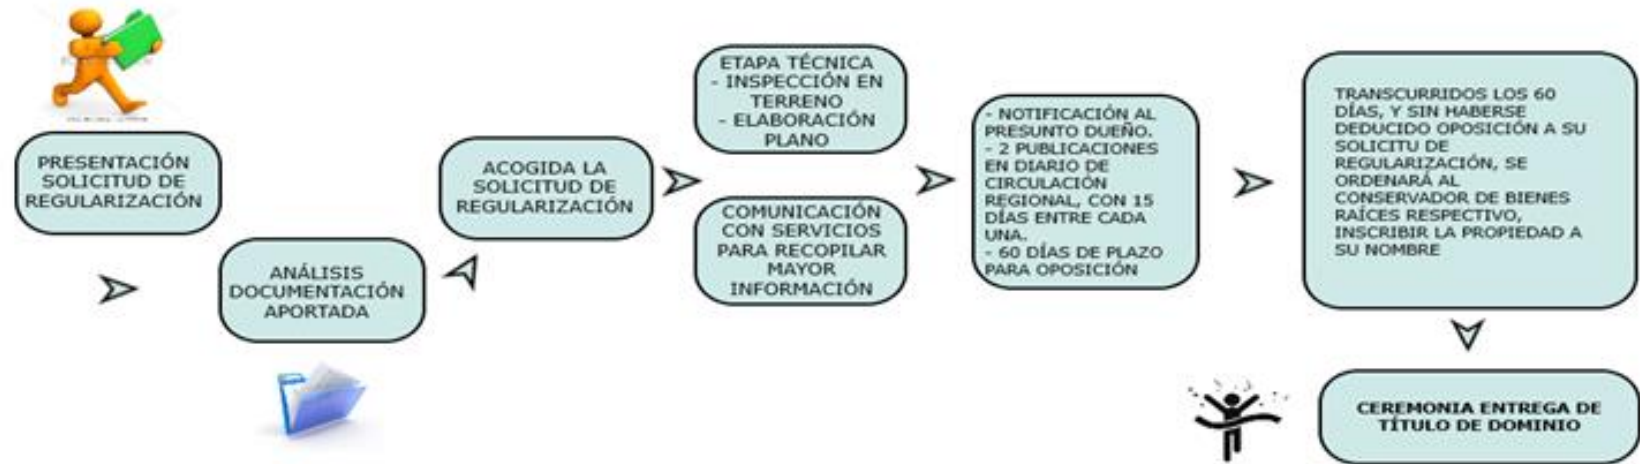 PRESENTACIÓN
SOLICITUD DE
REGULARIZACIÓN
ANÁLISIS
DOCUMENTACIÓN
APORTADA
ACOGIDA LA
SOLICITUD DE
REGULARIZACIÓN
ETAPA TÉCNICA
- INSPECCIÓN EN
TERRENO
- ELABORACIÓN
PLANO
COMUNICACIÓN
CON SERVICIOS
PARA RECOPILAR
MAYOR
INFORMACIÓN
- NOTIFICACIÓN AL
PRESUNTO DUEÑO.
- 2 PUBLICACIONES
EN DIARIO DE
CIRCULACIÓN
REGIONAL, CON 15
DÍAS ENTRE CADA
UNA.
- 60 DÍAS DE PLAZO
PARA OPOSICIÓN
TRANSCURRIDOS LOS 60
DÍAS, Y SIN HABERSE
DEDUCIDO OPOSICIÓN A SU
SOLICITU DE
REGULARIZACIÓN, SE
ORDENARÁ AL
CONSERVADOR DE BIENES
RAÍCES RESPECTIVO,
INSCRIBIR LA PROPIEDAD A
SU NOMBRE
CEREMONIA ENTREGA DE
TÍTULO DE DOMINIO